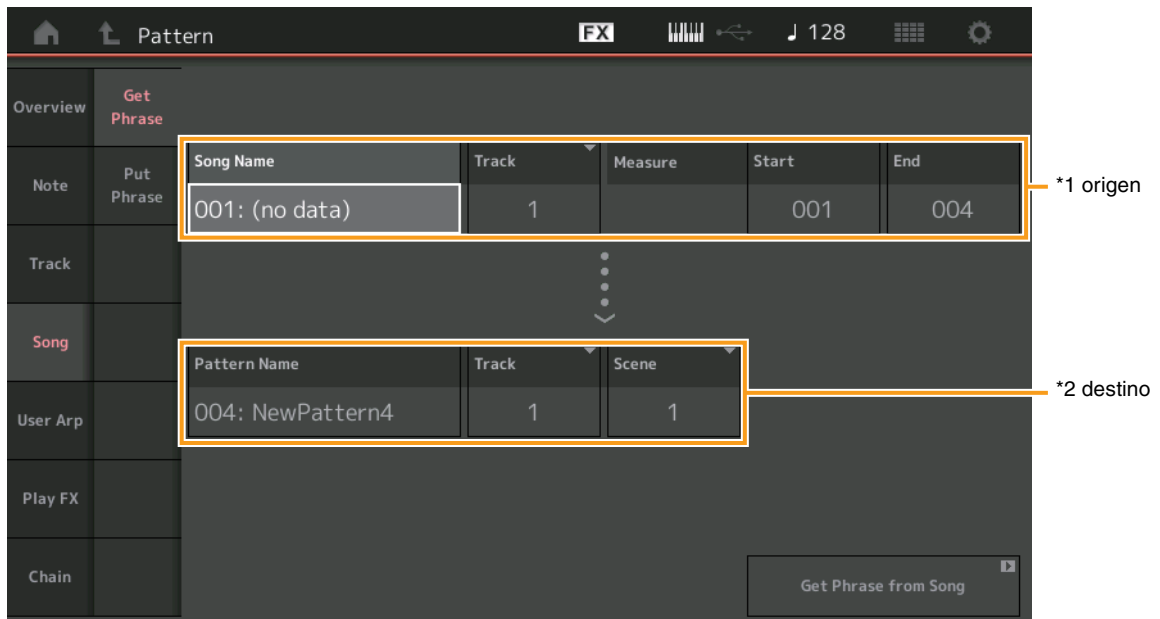 Pattern
FX
♩ 128
Overview
Get
Phrase
Note
Put
Phrase
Track
Song
User Arp
Play FX
Chain
Song Name
Track
Measure
Start
End
001: (no data)
1
001
004
*1 origen
Pattern Name
Track
Scene
004: NewPattern4
1
1
*2 destino
Get Phrase from Song